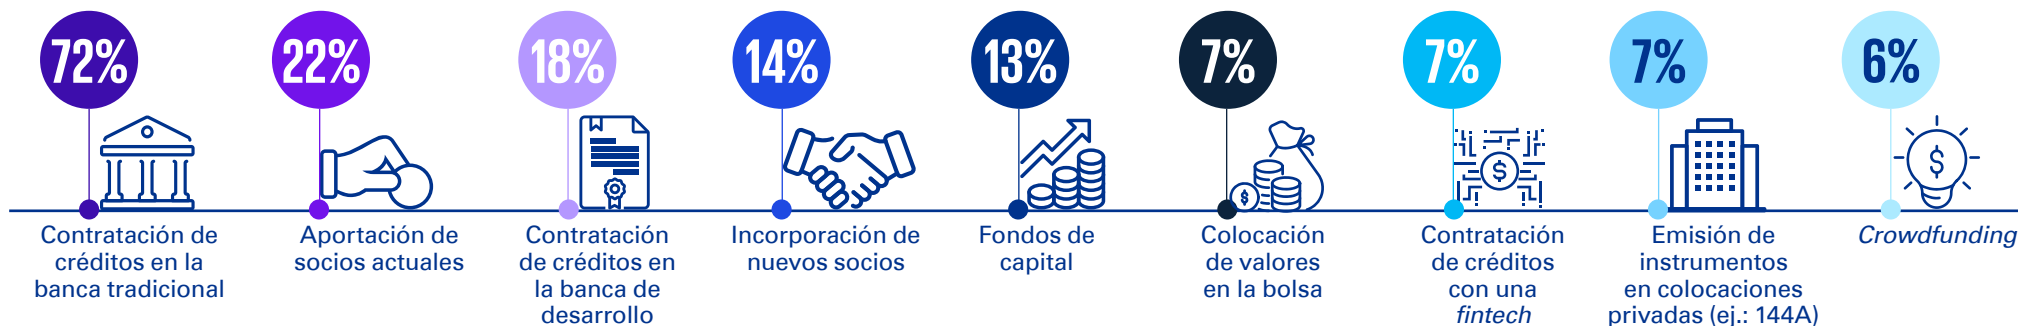 72%
22%
18%
14%
13%
7%
7%
7%
6%
$
$
$
Contratación de
créditos en la
banca tradicional
Aportación de
socios actuales
Contratación
de créditos en
la banca de
desarrollo
Incorporación de
nuevos socios
Fondos de
capital
Colocación
de valores
en la bolsa
Contratación
de créditos
con una
fintech
Emisión de
instrumentos
en colocaciones
privadas (ej.: 144A)
Crowdfunding